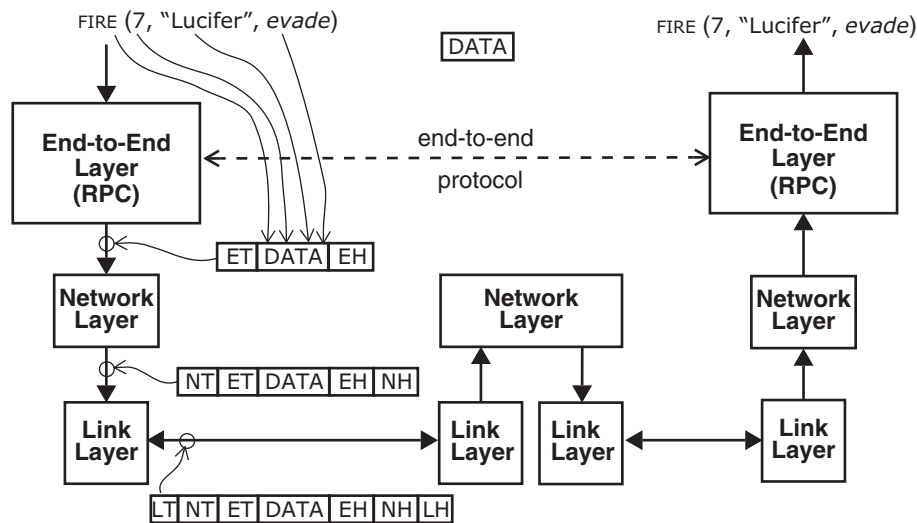 FIRE (7, “Lucifer”, evade)
FIRE (7, “Lucifer”, evade)
DATA
End-to-End
Layer
(RPC)
end-to-end
protocol
End-to-End
Layer
(RPC)
ET DATA EH
Network
Layer
Network
Layer
Network
Layer
NT ET DATA EH NH
Link
Layer
Link
Layer
Link
Layer
Link
Layer
LT NT ET DATA EH NH LH